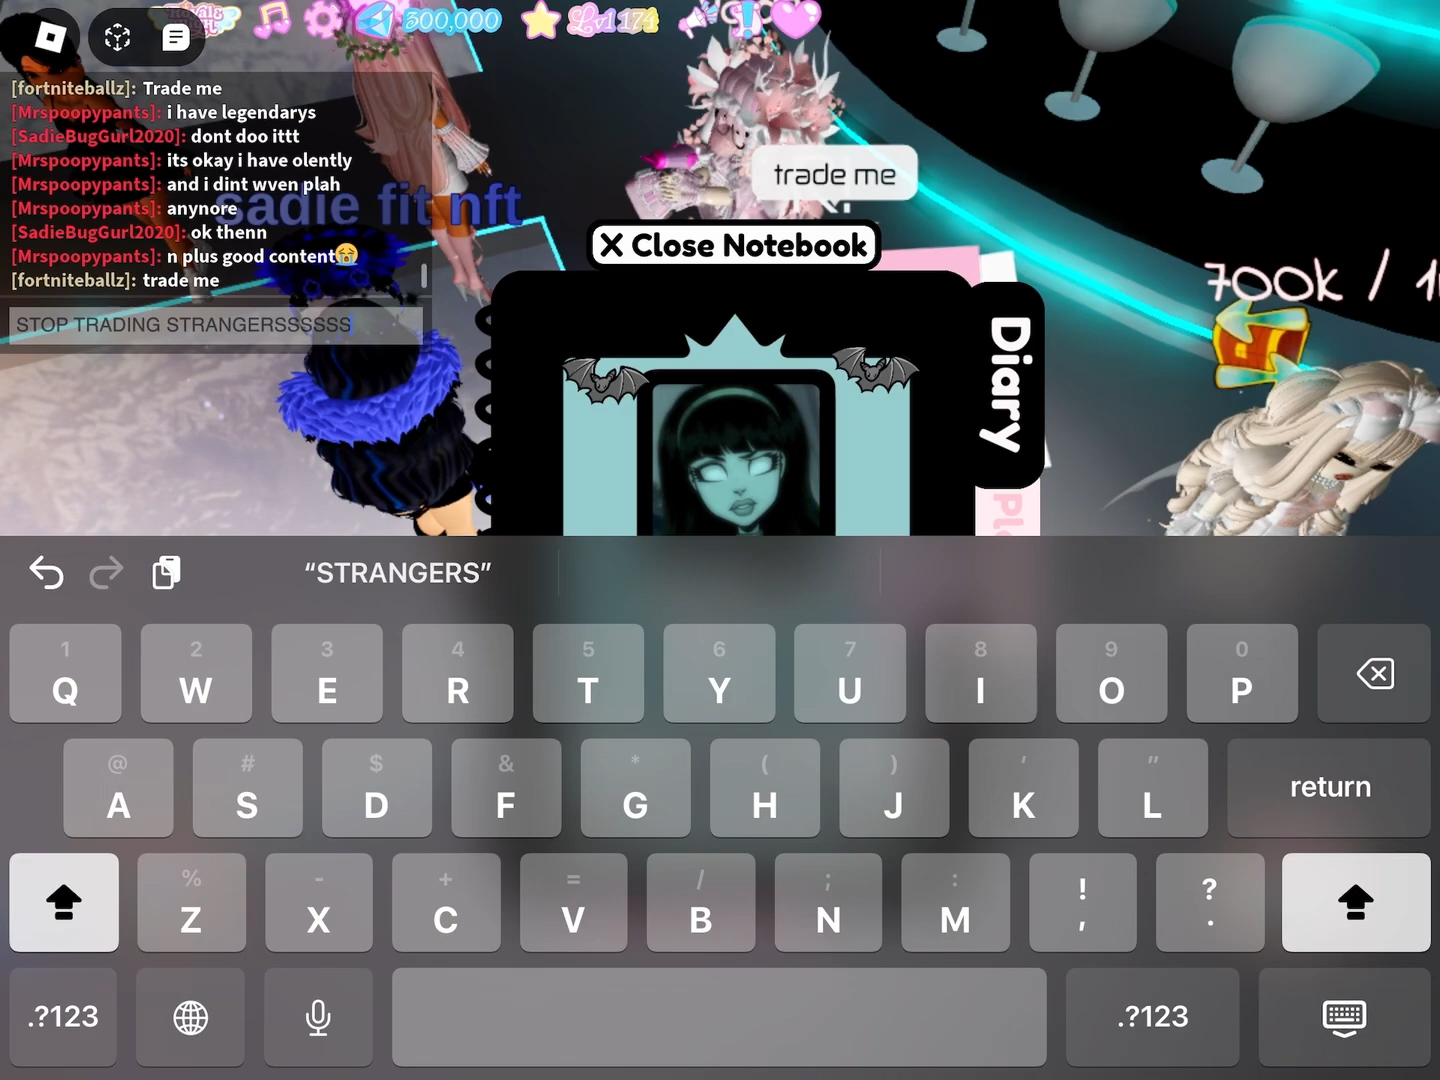 300,000
Lvl 174
[fortniteballz]: Trade me
[Mrspoopypants]: i have legendarys
[SadieBugGurl2020]: dont doo ittt
[Mrspoopypants]: its okay i have olently
[Mrspoopypants]: and i dint wven plah
[Mrspoopypants]: anynore
[SadieBugGurl2020]: ok thenn
[Mrspoopypants]: n plus good content😭
[fortniteballz]: trade me
STOP TRADING STRANGERSSSSSS
sadie fit nft
trade me
X Close Notebook
700k /
Diary
“STRANGERS”
1 2 3 4 5 6 7 8 9 0
Q W E R T Y U I O P
@ # $ & * ( ) ' "
A S D F G H J K L return
% - + = / ; : ! ?
Z X C V B N M , .
.?123 .?123